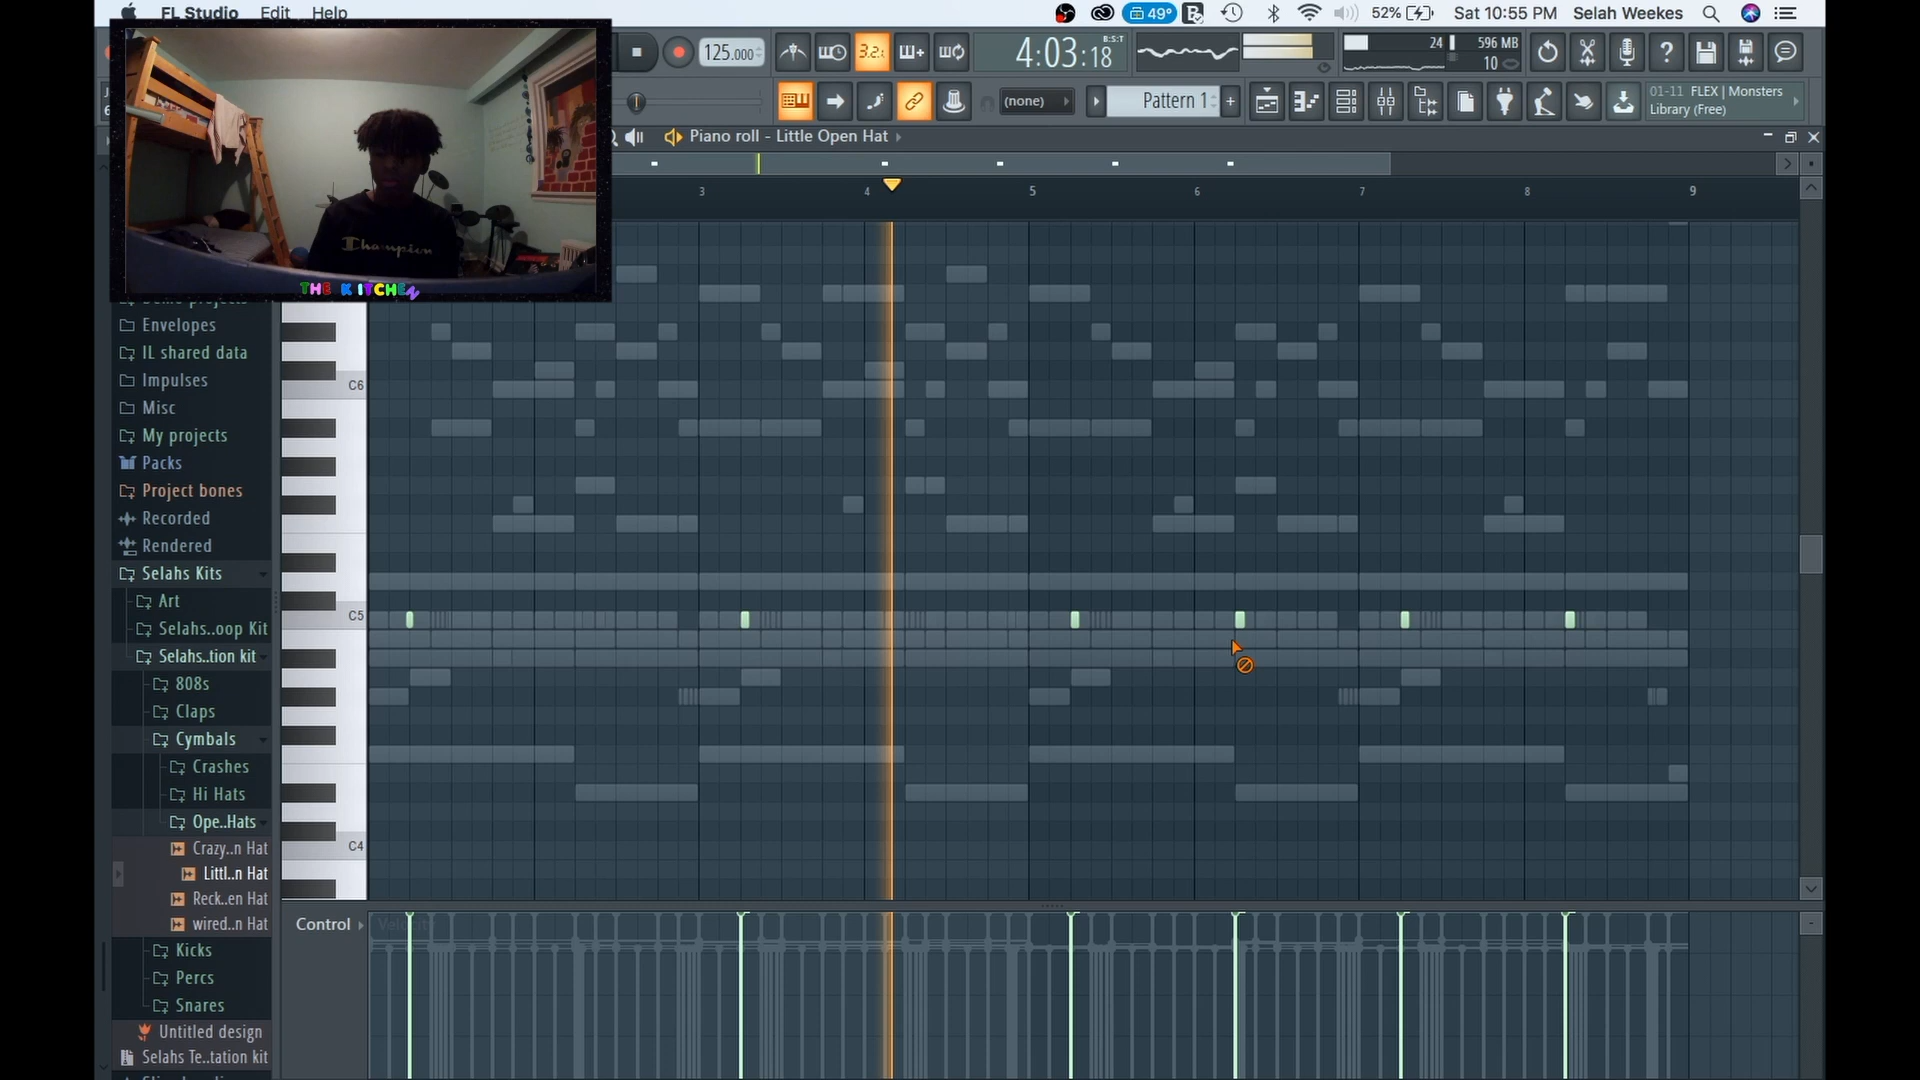 FL Studio Edit Help
49° 52% Sat 10:55 PM Selah Weekes
125.000 3.2.: 4:03:18 B:S:T 24 596 MB 10
(none) Pattern 1 + 01-11 FLEX | Monsters
Library (Free)
Piano roll - Little Open Hat
3 4 5 6 7 8 9
Champion
THE KITCHEN
Envelopes
IL shared data
Impulses
Misc
My projects
Packs
Project bones
Recorded
Rendered
Selahs Kits
Art
Selahs..oop Kit
Selahs..tion kit
808s
Claps
Cymbals
Crashes
Hi Hats
Ope..Hats
Crazy..n Hat
Littl..n Hat
Reck..en Hat
wired..n Hat
Kicks
Percs
Snares
Untitled design
Selahs Te..tation kit
C6
C5
C4
Control Velocity